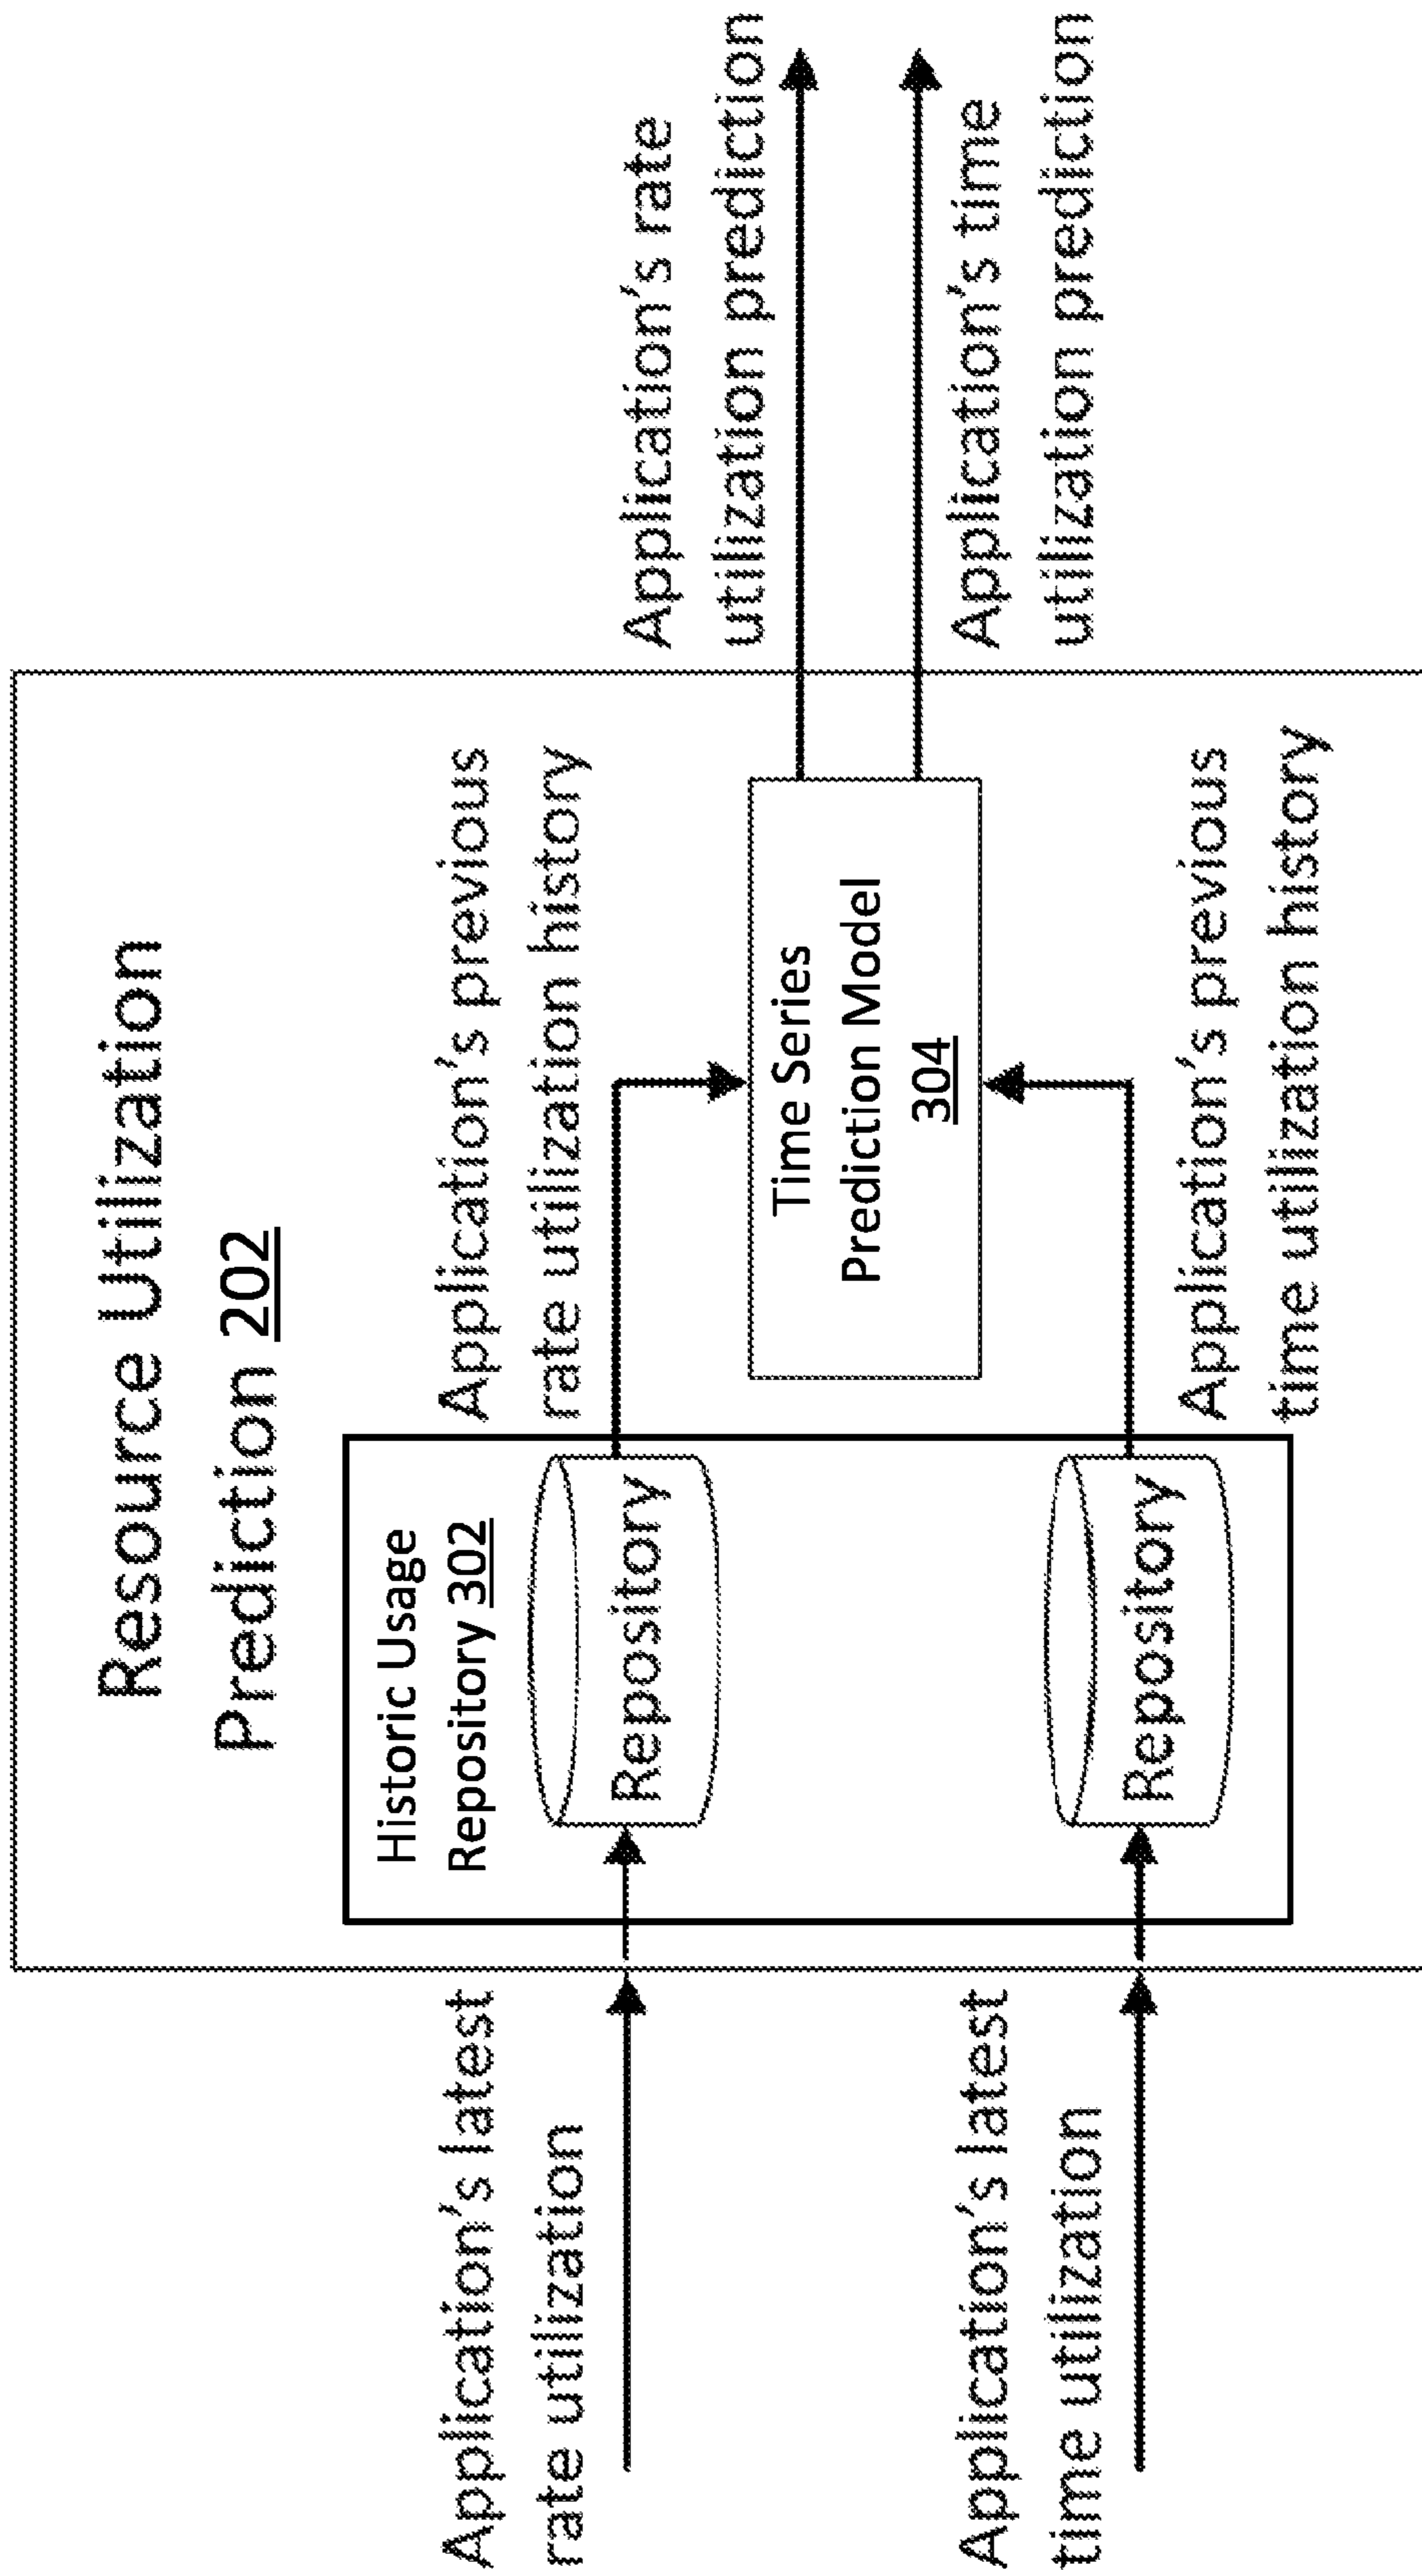 Resource Utilization
Prediction 202
Application's latest
rate utilization
Application's latest
time utilization
Historic Usage
Repository 302
Repository
Repository
Application's previous
rate utilization history
Time Series
Prediction Model
304
Application's previous
time utilization history
Application's rate
utilization prediction
Application's time
utilization prediction